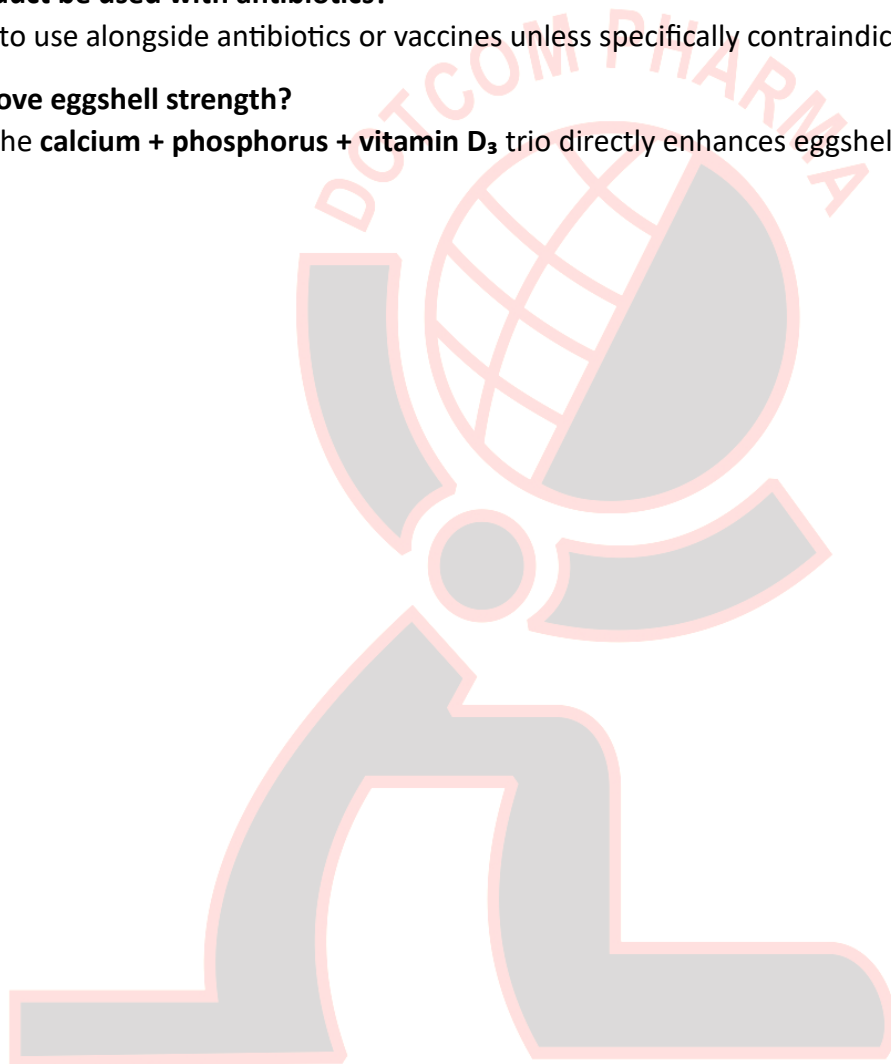 duct be used with antibiotics?
to use alongside antibiotics or vaccines unless specifically contraindic
ove eggshell strength?
he calcium + phosphorus + vitamin D₃ trio directly enhances eggshel
DOTCOM PHARMA